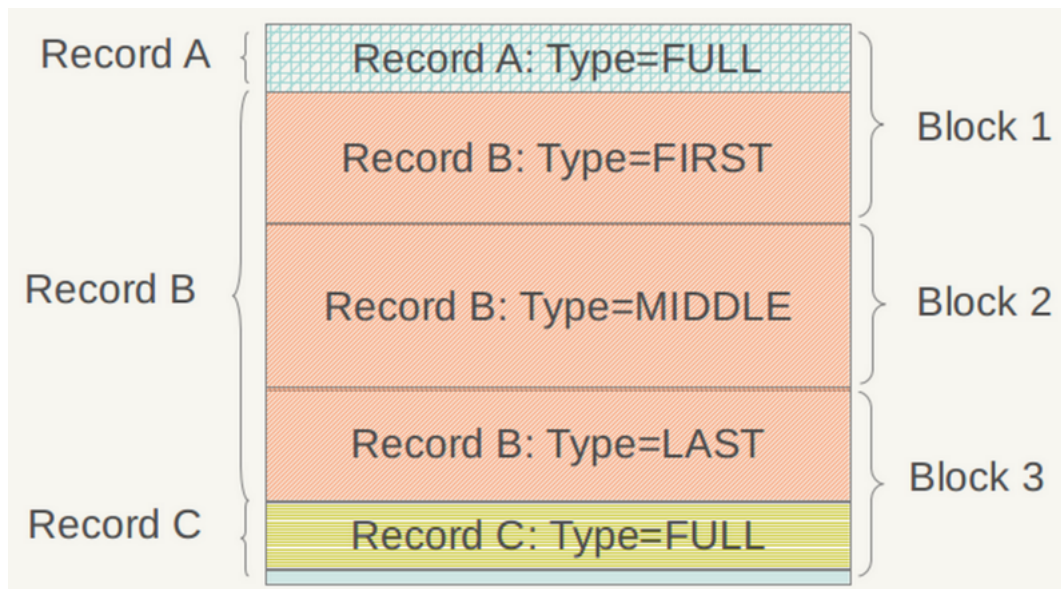 Record A
Record A: Type=FULL
Block 1
Record B: Type=FIRST
Record B
Record B: Type=MIDDLE
Block 2
Record B: Type=LAST
Block 3
Record C
Record C: Type=FULL